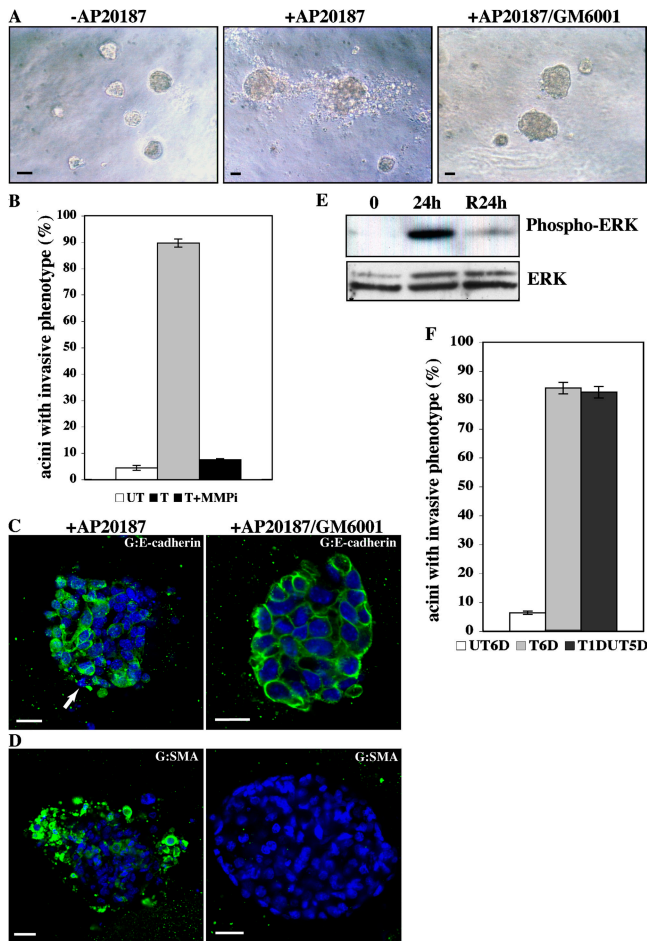 A
-AP20187
+AP20187
+AP20187/GM6001
B
acini with invasive phenotype (%)
100
90
80
70
60
50
40
30
20
10
0
UT T T+MMPi
C
+AP20187
+AP20187/GM6001
G:E-cadherin
G:E-cadherin
D
G:SMA
G:SMA
E
0 24h R24h
Phospho-ERK
ERK
F
acini with invasive phenotype (%)
100
90
80
70
60
50
40
30
20
10
0
UT6D T6D T1DUT5D